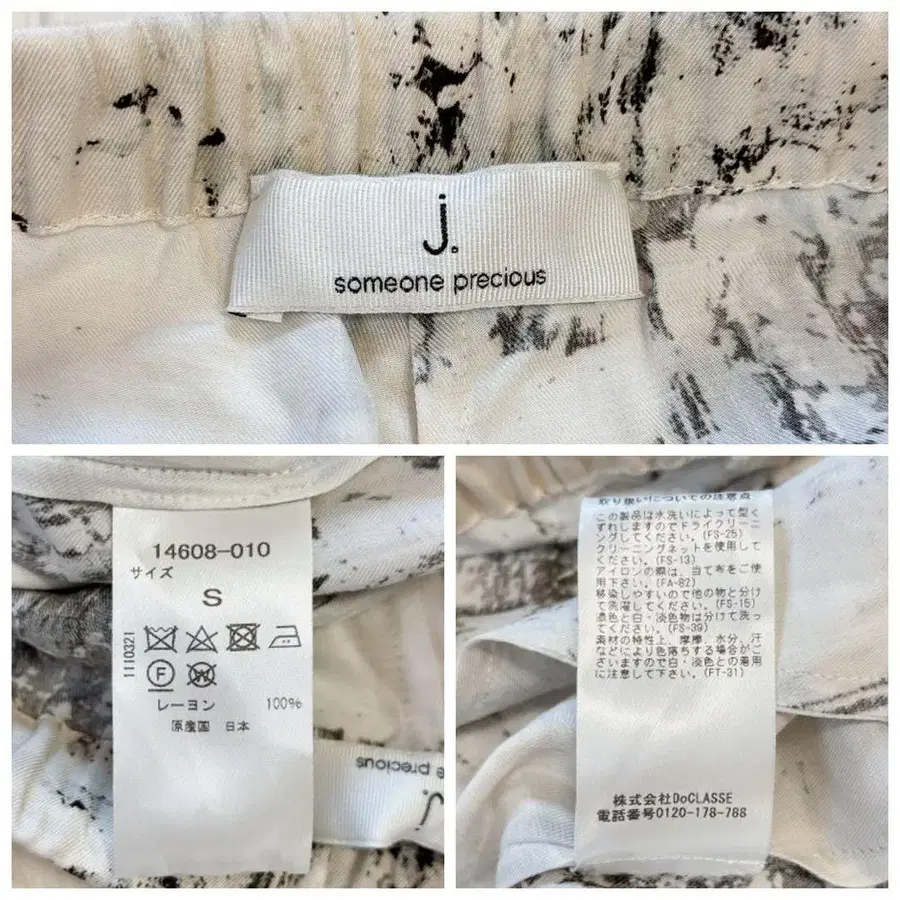 j.
someone precious
14608-010
サイズ
S
1110321
F
W
レーヨン 100%
原産国 日本
someone precious
j.
取り扱いについての注意点
この製品は水洗いによって型く
ずれしますのでドライクリーニ
ングしてください。(FS-25)
クリーニングネットを使用して
ください。(FS-13)
アイロンの際は、当て布をご使
用下さい。(FA-82)
移染しやすいので他の物と分け
て洗濯してください。(FS-15)
濃色と白・淡色物は分けて洗っ
てください。(FS-39)
素材の特性上、摩擦、水分、汗
などにより色落ちする場合がご
ざいますので白・淡色との着用
に注意して下さい。(FT-31)
株式会社DoCLASSE
電話番号0120-178-788